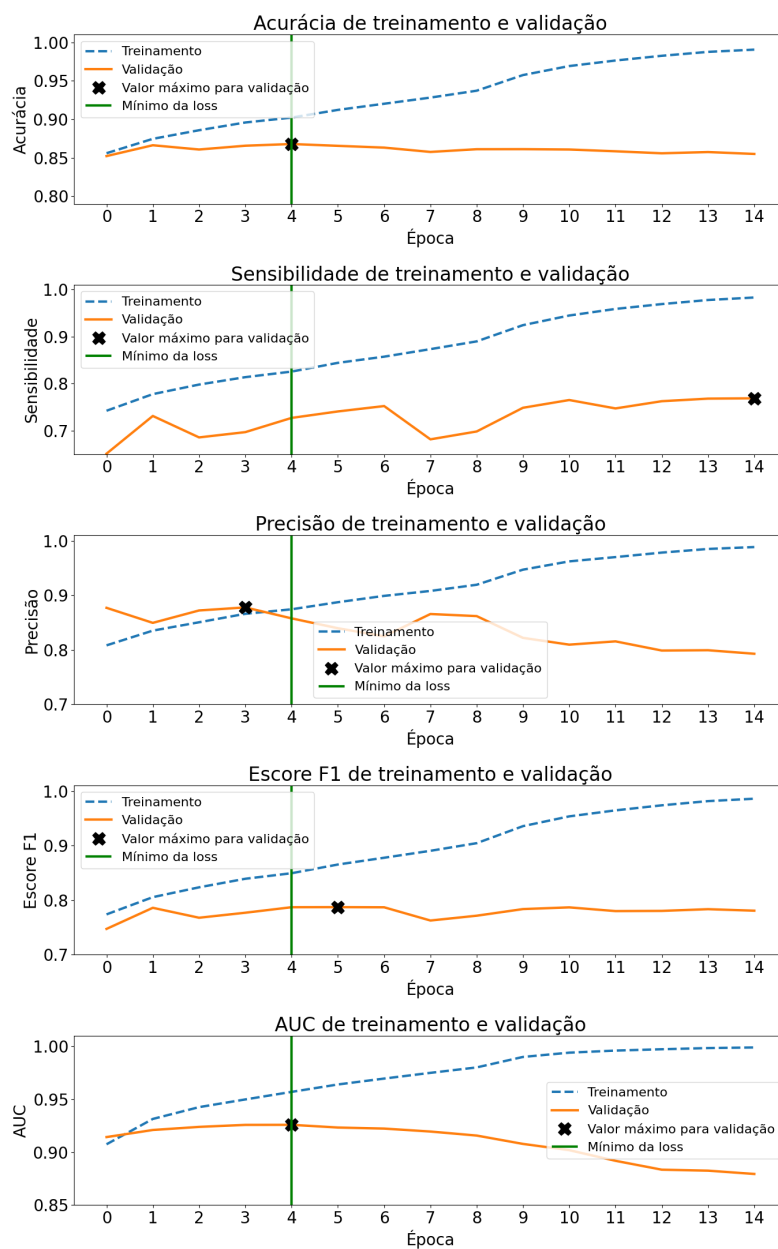 Acurácia de treinamento e validação
1.00
0.95
0.90
0.85
0.80
Acurácia
Treinamento
Validação
Valor máximo para validação
Mínimo da loss
0 1 2 3 4 5 6 7 8 9 10 11 12 13 14
Época
Sensibilidade de treinamento e validação
1.0
0.9
0.8
0.7
Sensibilidade
Treinamento
Validação
Valor máximo para validação
Mínimo da loss
0 1 2 3 4 5 6 7 8 9 10 11 12 13 14
Época
Precisão de treinamento e validação
1.0
0.9
0.8
0.7
Precisão
Treinamento
Validação
Valor máximo para validação
Mínimo da loss
0 1 2 3 4 5 6 7 8 9 10 11 12 13 14
Época
Escore F1 de treinamento e validação
1.0
0.9
0.8
0.7
Escore F1
Treinamento
Validação
Valor máximo para validação
Mínimo da loss
0 1 2 3 4 5 6 7 8 9 10 11 12 13 14
Época
AUC de treinamento e validação
1.00
0.95
0.90
0.85
AUC
Treinamento
Validação
Valor máximo para validação
Mínimo da loss
0 1 2 3 4 5 6 7 8 9 10 11 12 13 14
Época